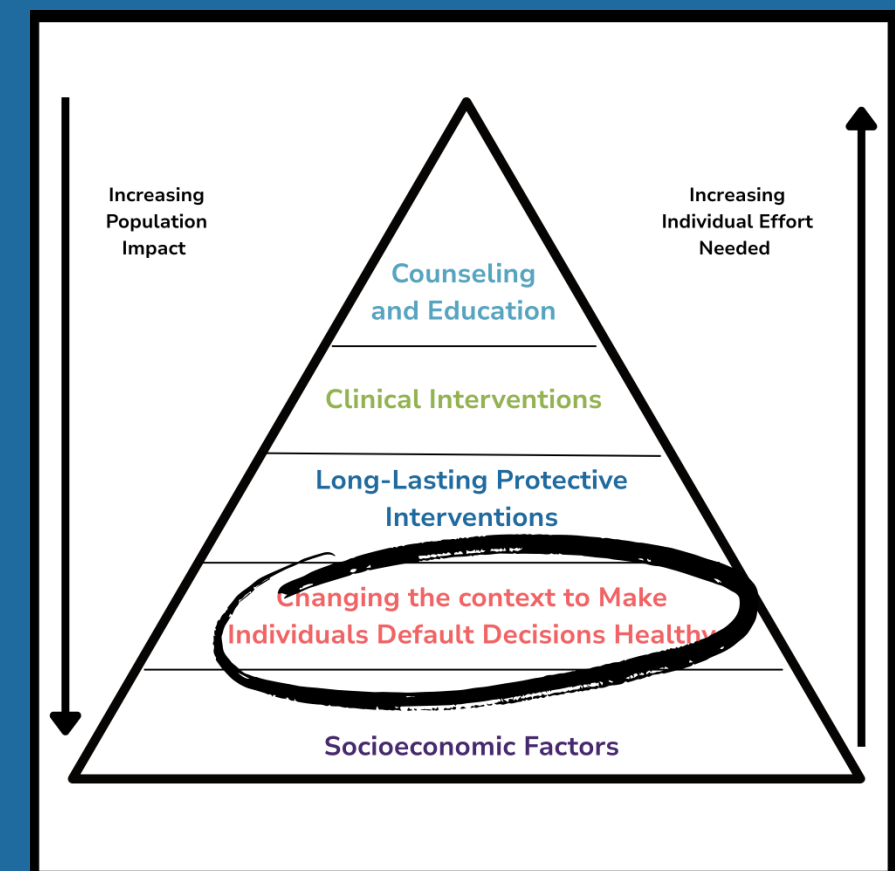 Increasing
Population
Impact
Increasing
Individual Effort
Needed
Counseling
and Education
Clinical Interventions
Long-Lasting Protective
Interventions
Changing the context to Make
Individuals Default Decisions Healthy
Socioeconomic Factors